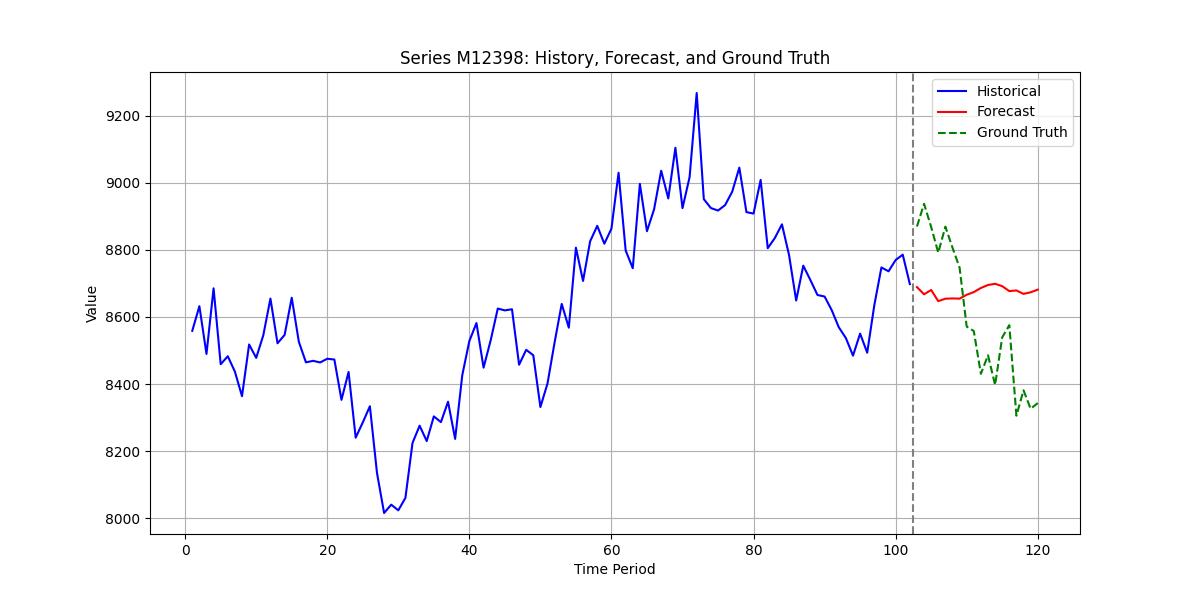 Series M12398: History, Forecast, and Ground Truth
Historical
Forecast
Ground Truth
Value
9200
9000
8800
8600
8400
8200
8000
0 20 40 60 80 100 120
Time Period